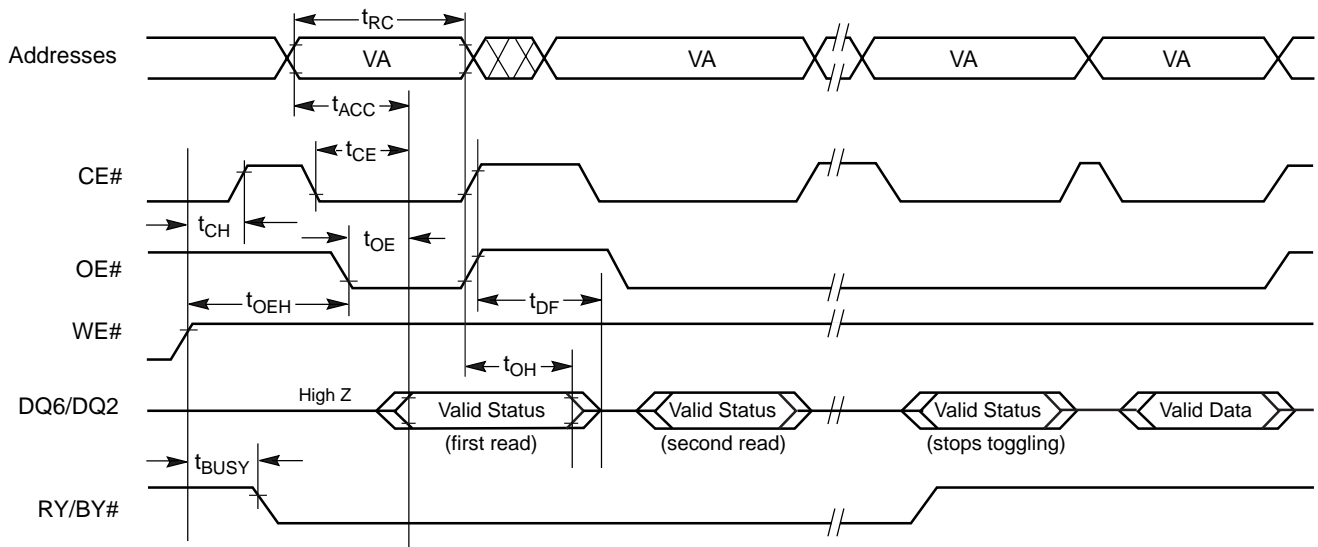 tRC
Addresses VA VA VA VA
tACC
tCE
CE#
tCH tOE
OE#
tOEH tDF
WE#
tOH
High Z
DQ6/DQ2 Valid Status Valid Status Valid Status Valid Data
(first read) (second read) (stops toggling)
tBUSY
RY/BY#